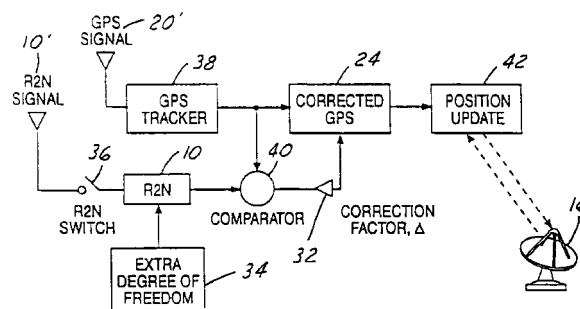 20'
GPS
SIGNAL
10'
R2N
SIGNAL
38
GPS
TRACKER
24
CORRECTED
GPS
42
POSITION
UPDATE
36
R2N
SWITCH
10
R2N
40
COMPARATOR
32
CORRECTION
FACTOR, Δ
14
EXTRA
DEGREE OF
FREEDOM
34